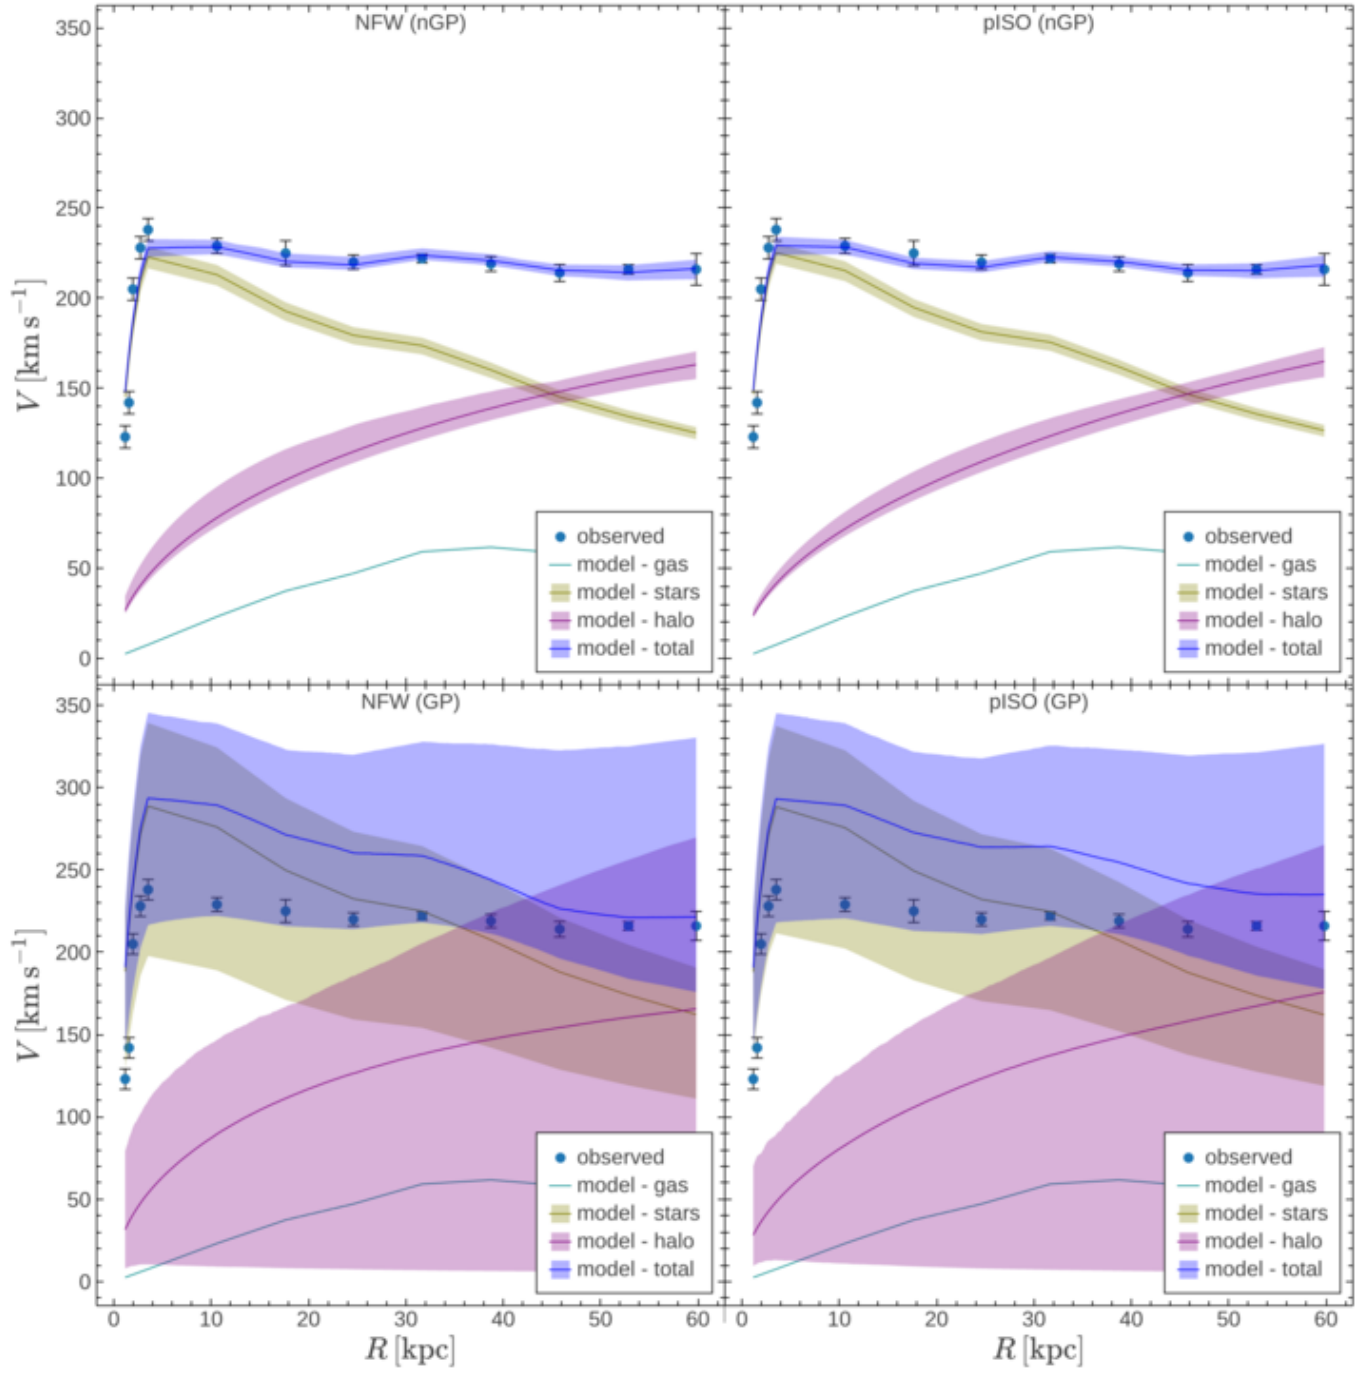 NFW (nGP)
pISO (nGP)
350
300
250
200
150
100
50
0
V [km s⁻¹]
observed
model - gas
model - stars
model - halo
model - total
observed
model - gas
model - stars
model - halo
model - total
NFW (GP)
pISO (GP)
350
300
250
200
150
100
50
0
V [km s⁻¹]
observed
model - gas
model - stars
model - halo
model - total
observed
model - gas
model - stars
model - halo
model - total
0 10 20 30 40 50 60
0 10 20 30 40 50 60
R [kpc]
R [kpc]